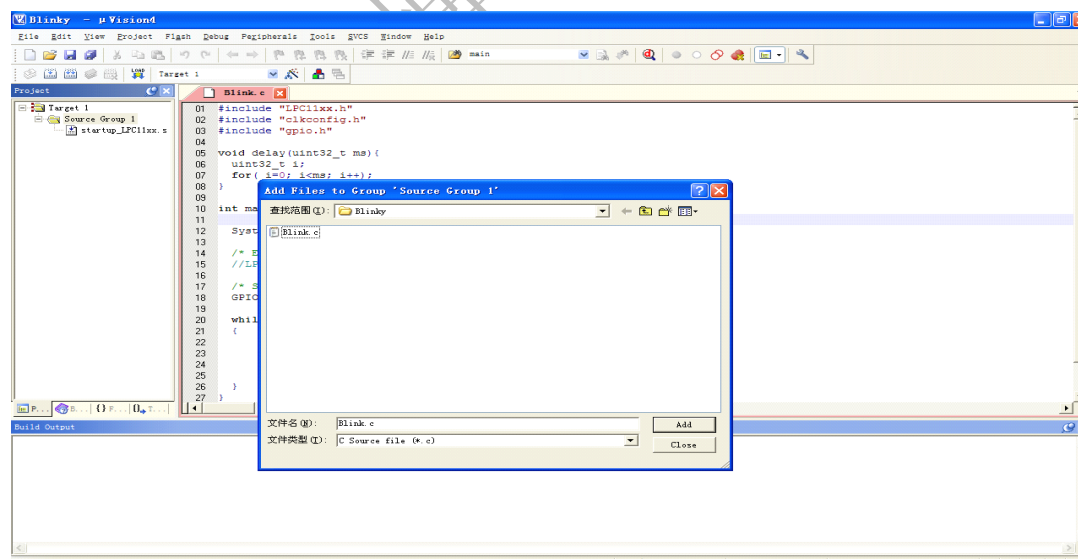 Blinky - μVision4
File Edit View Project Flash Debug Peripherals Tools SVCS Window Help
main
LOAD Target 1
Project
Blink.c
Target 1
Source Group 1
startup_LPC11xx.s
01 #include "LPC11xx.h"
02 #include "clkconfig.h"
03 #include "gpio.h"
04
05 void delay(uint32_t ms){
06 uint32_t i;
07 for( i=0; i<ms; i++);
08 }
09
10 int ma
11
12 Syst
13
14 /* E
15 //LP
16
17 /* S
18 GPIO
19
20 whil
21 {
22
23
24
25
26 }
27 }
Add Files to Group 'Source Group 1'
查找范围(I): Blinky
Blink.c
文件名(N): Blink.c
Add
文件类型(T): C Source file (*.c)
Close
P... B... {} F... 0→ T...
Build Output